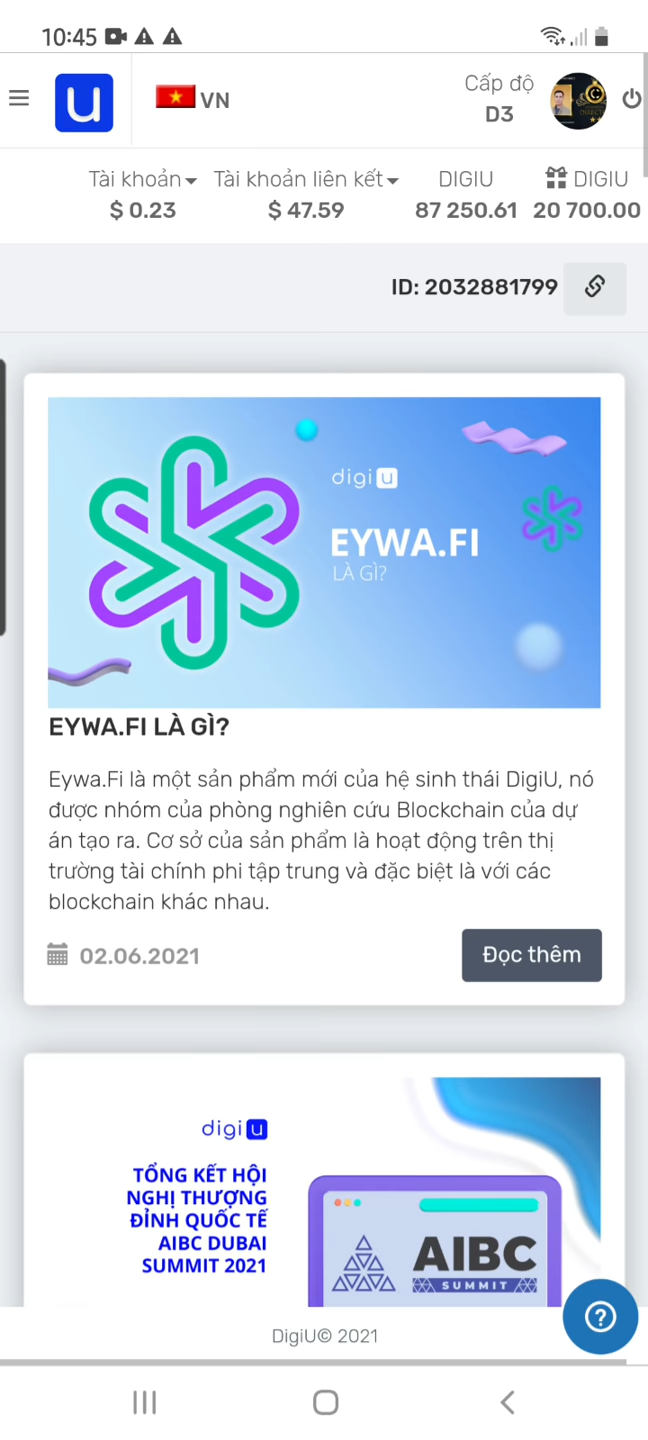 10:45
u
VN
Cấp độ
D3
Tài khoản Tài khoản liên kết DIGIU DIGIU
$ 0.23 $ 47.59 87 250.61 20 700.00
ID: 2032881799
digi u
EYWA.FI
LÀ GÌ?
EYWA.FI LÀ GÌ?
Eywa.Fi là một sản phẩm mới của hệ sinh thái DigiU, nó
được nhóm của phòng nghiên cứu Blockchain của dự
án tạo ra. Cơ sở của sản phẩm là hoạt động trên thị
trường tài chính phi tập trung và đặc biệt là với các
blockchain khác nhau.
02.06.2021
Đọc thêm
digi u
TỔNG KẾT HỘI
NGHỊ THƯỢNG
ĐỈNH QUỐC TẾ
AIBC DUBAI
SUMMIT 2021
AIBC
SUMMIT
DigiU© 2021